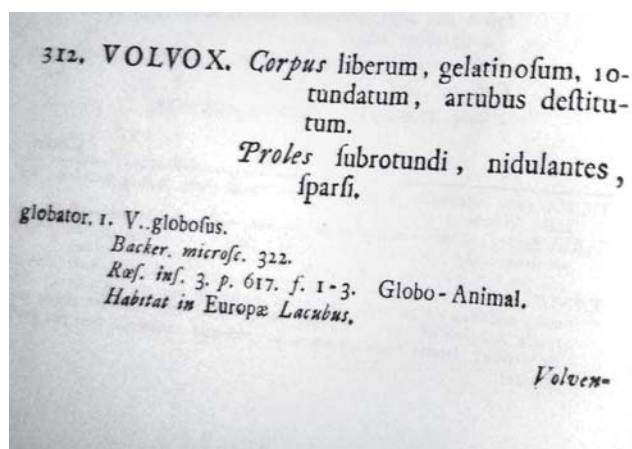 312. VOLVOX. Corpus liberum, gelatinoſum, ro-
tundatum, artubus deſtitu-
tum.
Proles ſubrotundi, nidulantes,
ſparſi.
globator. 1. V. globoſus.
Backer. microſc. 322.
Rœſ. inſ. 3. p. 617. f. 1-3. Globo-Animal.
Habitat in Europæ Lacubus.
Volven-